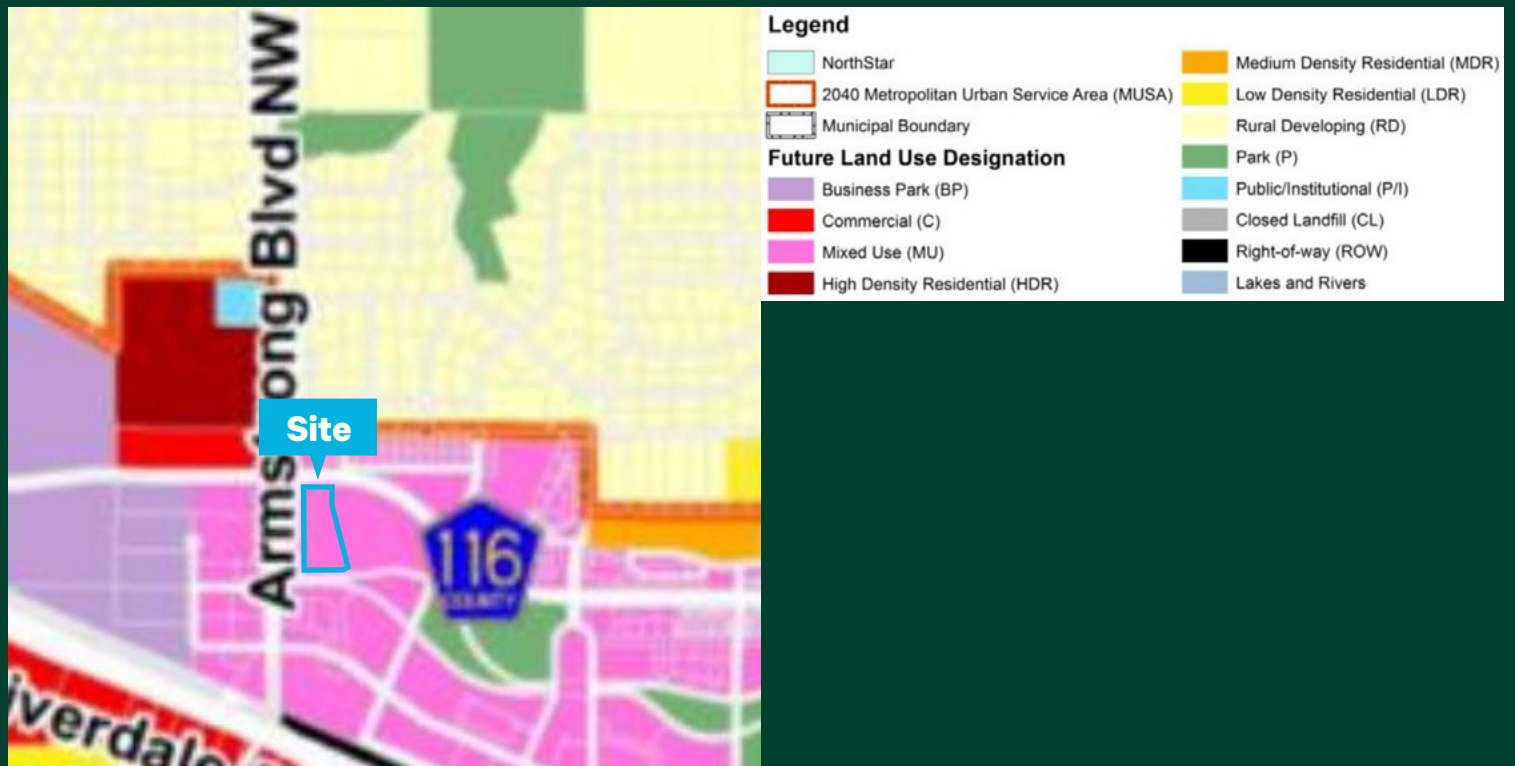 Armstrong Blvd NW
Site
116
COUNTY
Legend
NorthStar
2040 Metropolitan Urban Service Area (MUSA)
Municipal Boundary
Future Land Use Designation
Business Park (BP)
Commercial (C)
Mixed Use (MU)
High Density Residential (HDR)
Medium Density Residential (MDR)
Low Density Residential (LDR)
Rural Developing (RD)
Park (P)
Public/Institutional (P/I)
Closed Landfill (CL)
Right-of-way (ROW)
Lakes and Rivers